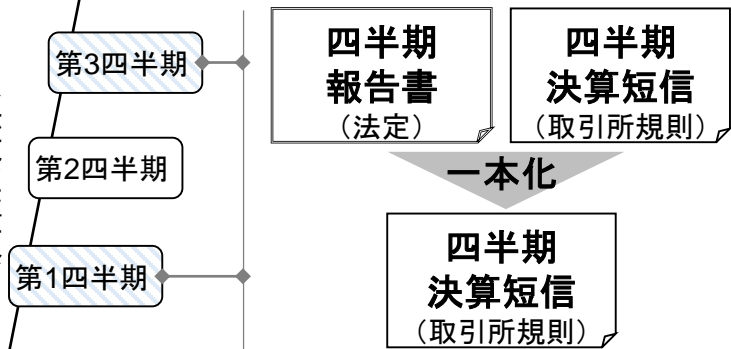 第3四半期
第2四半期
第1四半期
四半期
報告書
（法定）
四半期
決算短信
（取引所規則）
一本化
四半期
決算短信
（取引所規則）